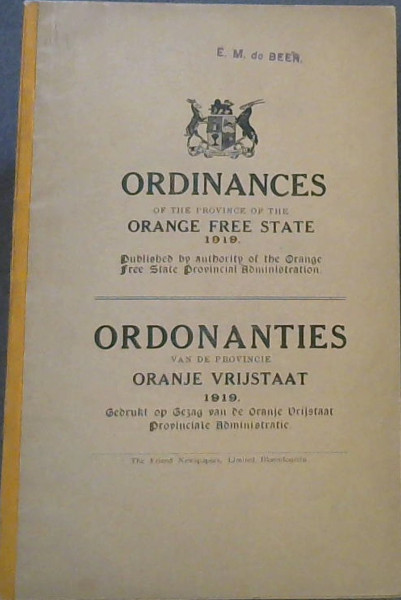 E. M. de BEEN.
ORDINANCES
OF THE PROVINCE OF THE
ORANGE FREE STATE
1919.
Published by authority of the Orange
Free State Provincial Administration.
ORDONANTIES
VAN DE PROVINCIE
ORANJE VRIJSTAAT
1919.
Gedrukt op Gezag van de Oranje Vrijstaat
Provinciale Administratie.
The Friend Newspapers, Limited, Bloemfontein